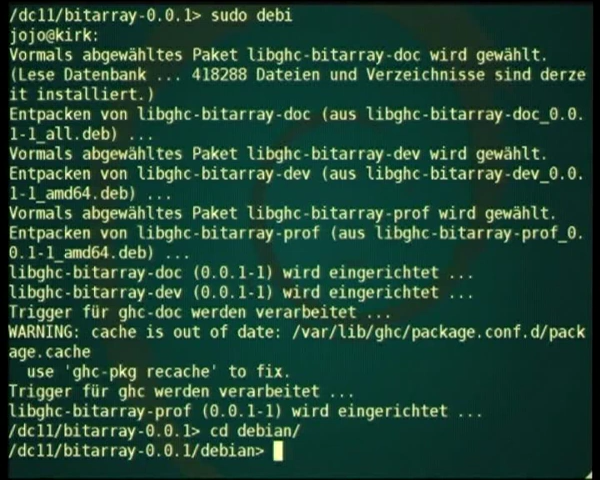 /dc11/bitarray-0.0.1> sudo debi
jojo@kirk:
Vormals abgewähltes Paket libghc-bitarray-doc wird gewählt.
(Lese Datenbank ... 418288 Dateien und Verzeichnisse sind derze
it installiert.)
Entpacken von libghc-bitarray-doc (aus libghc-bitarray-doc_0.0.
1-1_all.deb) ...
Vormals abgewähltes Paket libghc-bitarray-dev wird gewählt.
Entpacken von libghc-bitarray-dev (aus libghc-bitarray-dev_0.0.
1-1_amd64.deb) ...
Vormals abgewähltes Paket libghc-bitarray-prof wird gewählt.
Entpacken von libghc-bitarray-prof (aus libghc-bitarray-prof_0.
0.1-1_amd64.deb) ...
libghc-bitarray-doc (0.0.1-1) wird eingerichtet ...
libghc-bitarray-dev (0.0.1-1) wird eingerichtet ...
Trigger für ghc-doc werden verarbeitet ...
WARNING: cache is out of date: /var/lib/ghc/package.conf.d/pack
age.cache
  use 'ghc-pkg recache' to fix.
Trigger für ghc werden verarbeitet ...
libghc-bitarray-prof (0.0.1-1) wird eingerichtet ...
/dc11/bitarray-0.0.1> cd debian/
/dc11/bitarray-0.0.1/debian>